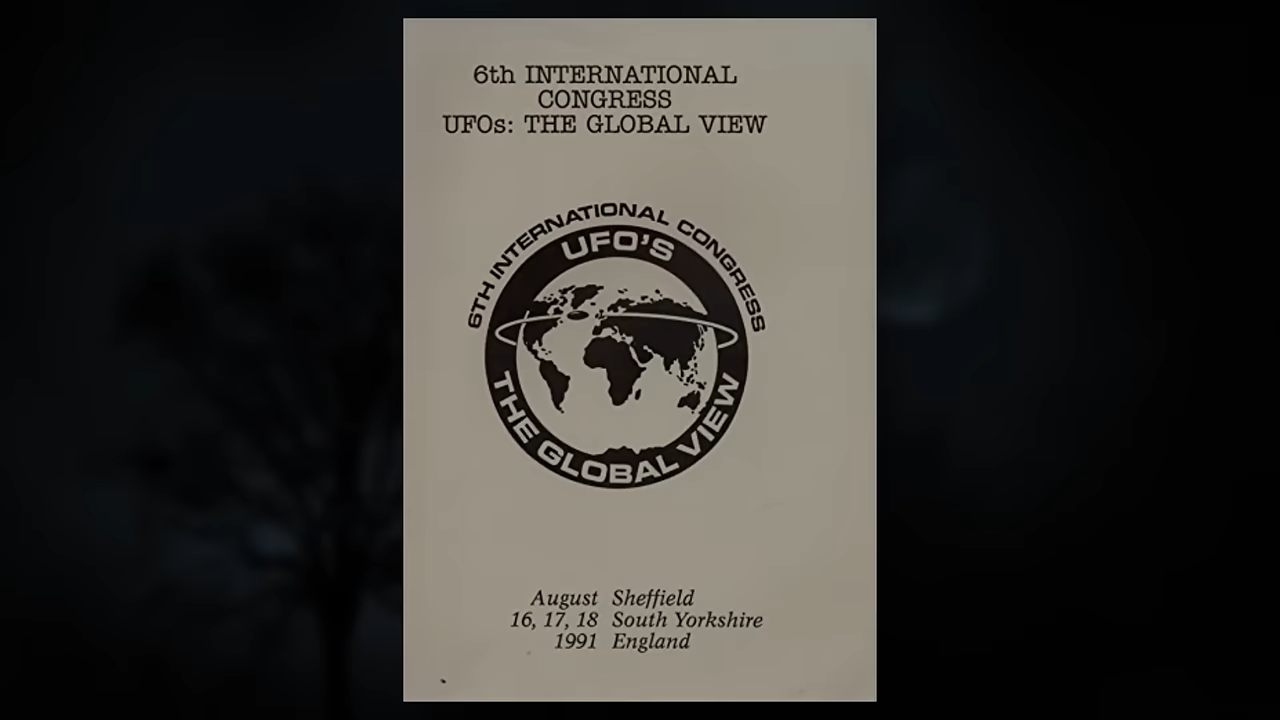 6th INTERNATIONAL
CONGRESS
UFOs: THE GLOBAL VIEW
6TH INTERNATIONAL CONGRESS
UFO'S
THE GLOBAL VIEW
August Sheffield
16, 17, 18 South Yorkshire
1991 England